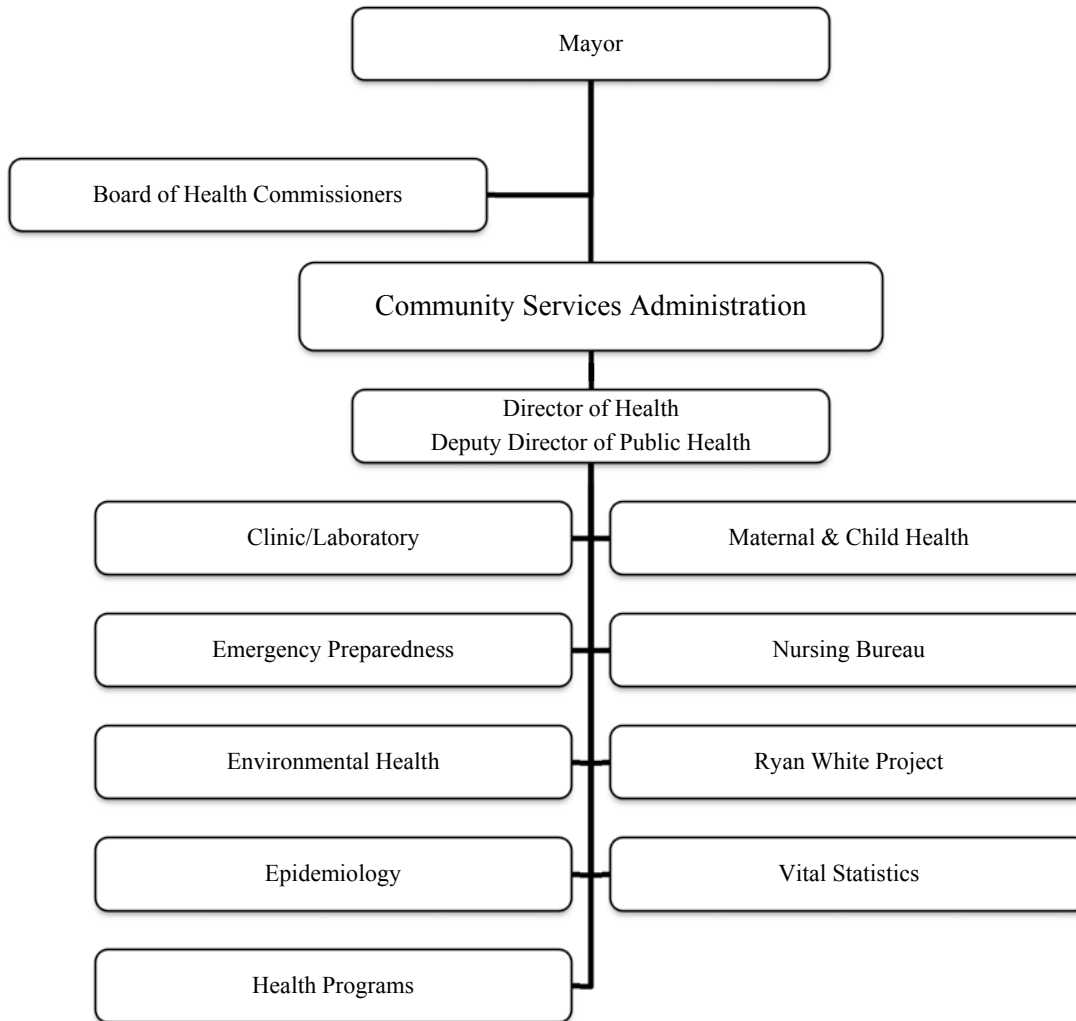 Mayor
Board of Health Commissioners
Community Services Administration
Director of Health
Deputy Director of Public Health
Clinic/Laboratory
Maternal & Child Health
Emergency Preparedness
Nursing Bureau
Environmental Health
Ryan White Project
Epidemiology
Vital Statistics
Health Programs